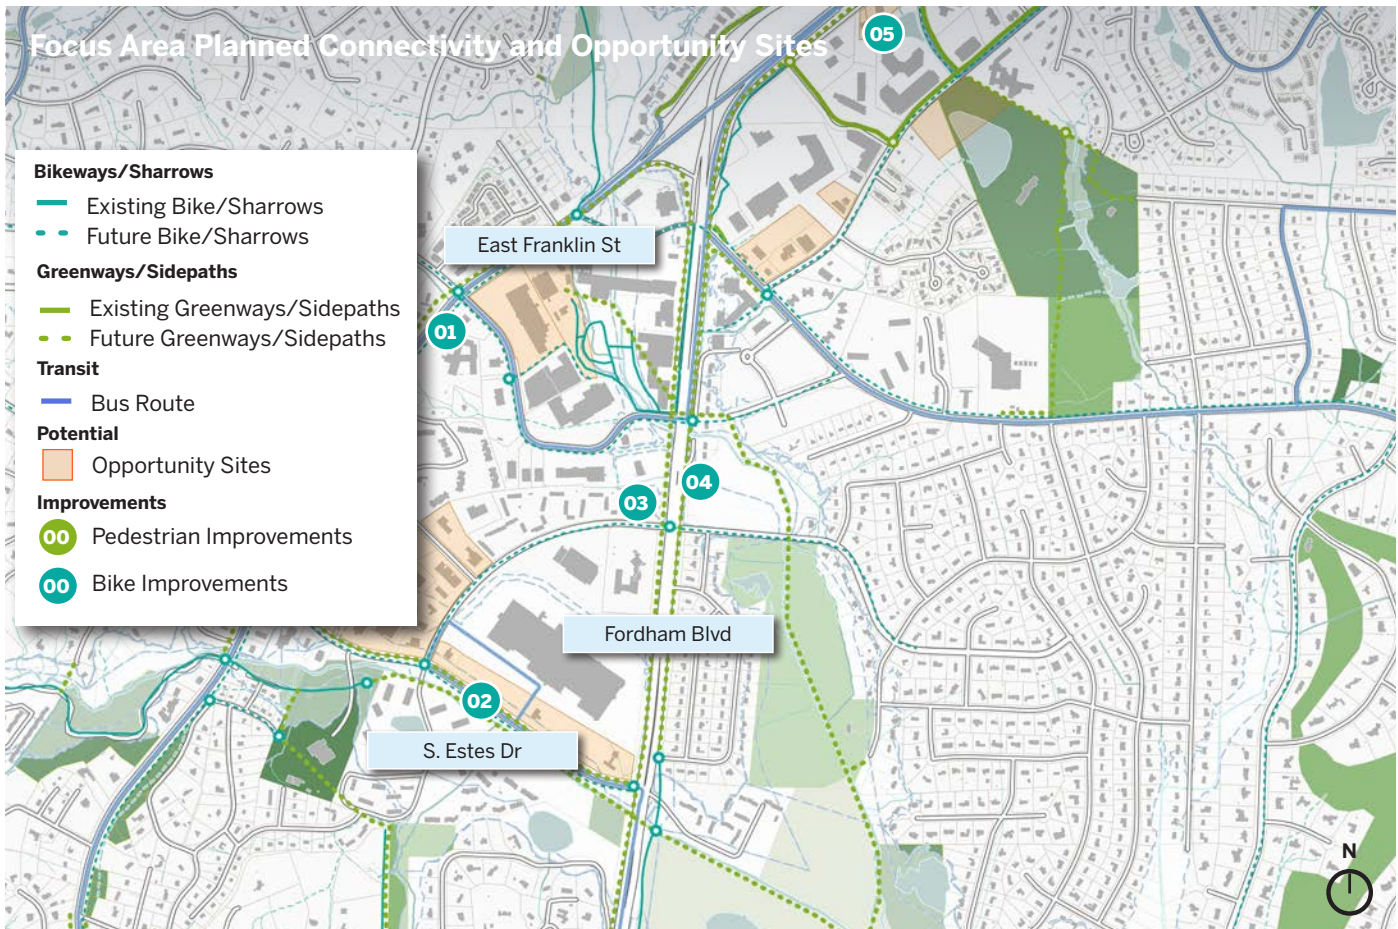 Focus Area Planned Connectivity and Opportunity Sites
05
Bikeways/Sharrows
Existing Bike/Sharrows
Future Bike/Sharrows
Greenways/Sidepaths
Existing Greenways/Sidepaths
Future Greenways/Sidepaths
Transit
Bus Route
Potential
Opportunity Sites
Improvements
00 Pedestrian Improvements
00 Bike Improvements
East Franklin St
01
04
03
Fordham Blvd
02
S. Estes Dr
N